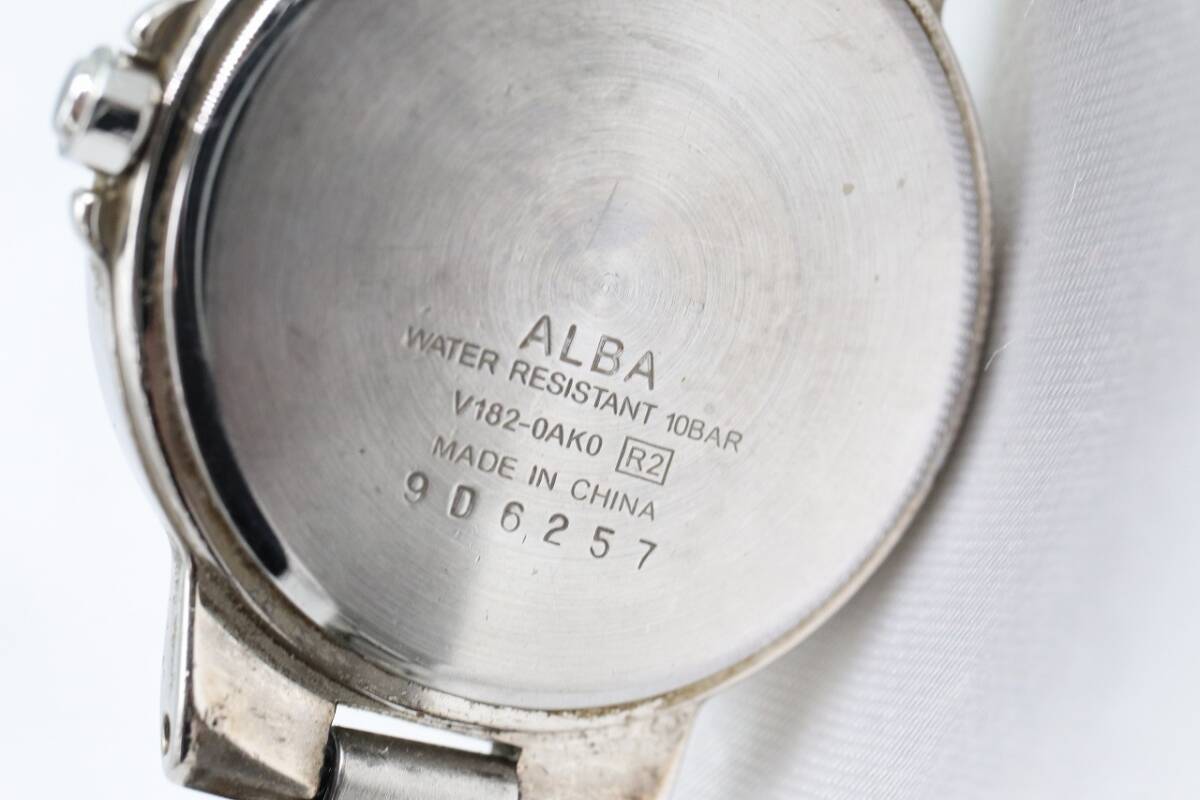 ALBA
WATER RESISTANT 10BAR
V182-0AK0 R2
MADE IN CHINA
9D6257